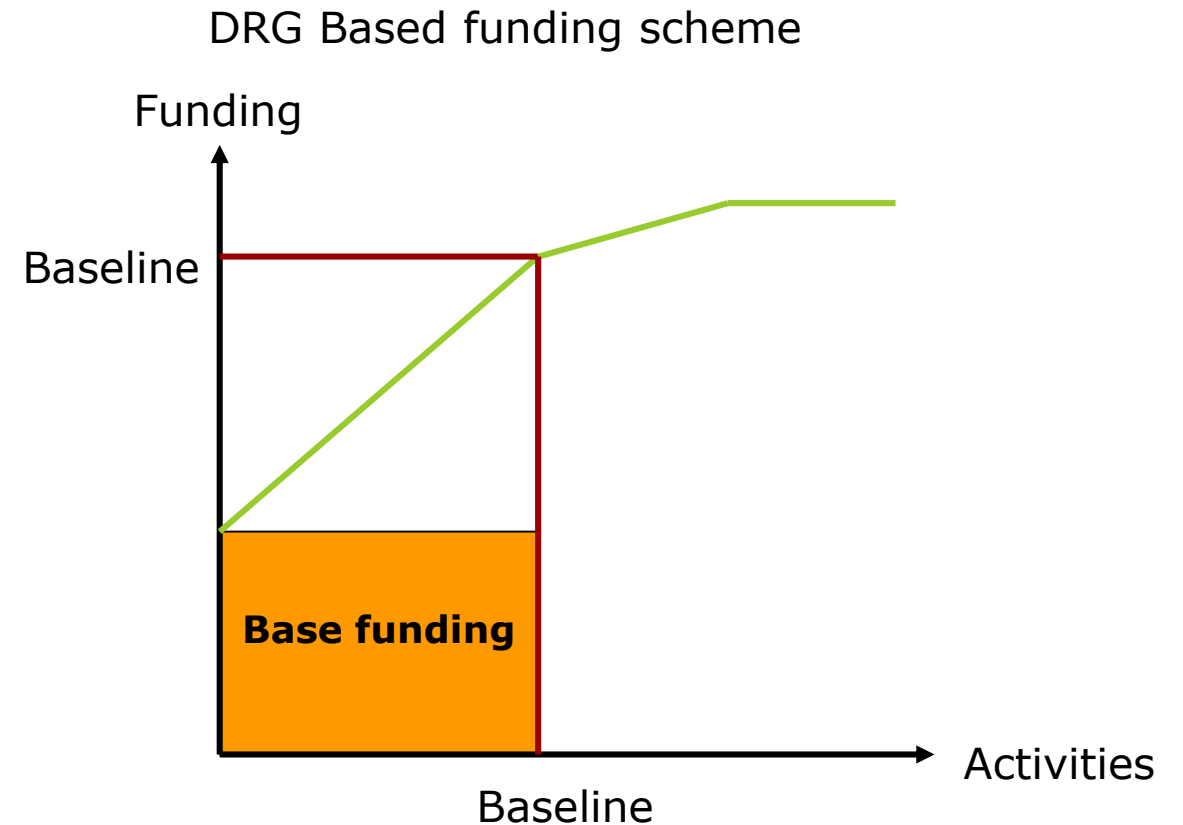 DRG Based funding scheme
Funding
Baseline
Base funding
Activities
Baseline